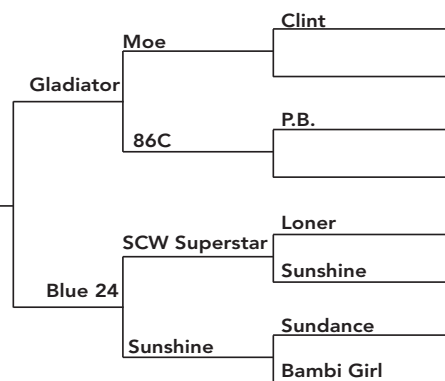 Clint
Moe
Gladiator
P.B.
86C
Loner
SCW Superstar
Sunshine
Blue 24
Sundance
Sunshine
Bambi Girl